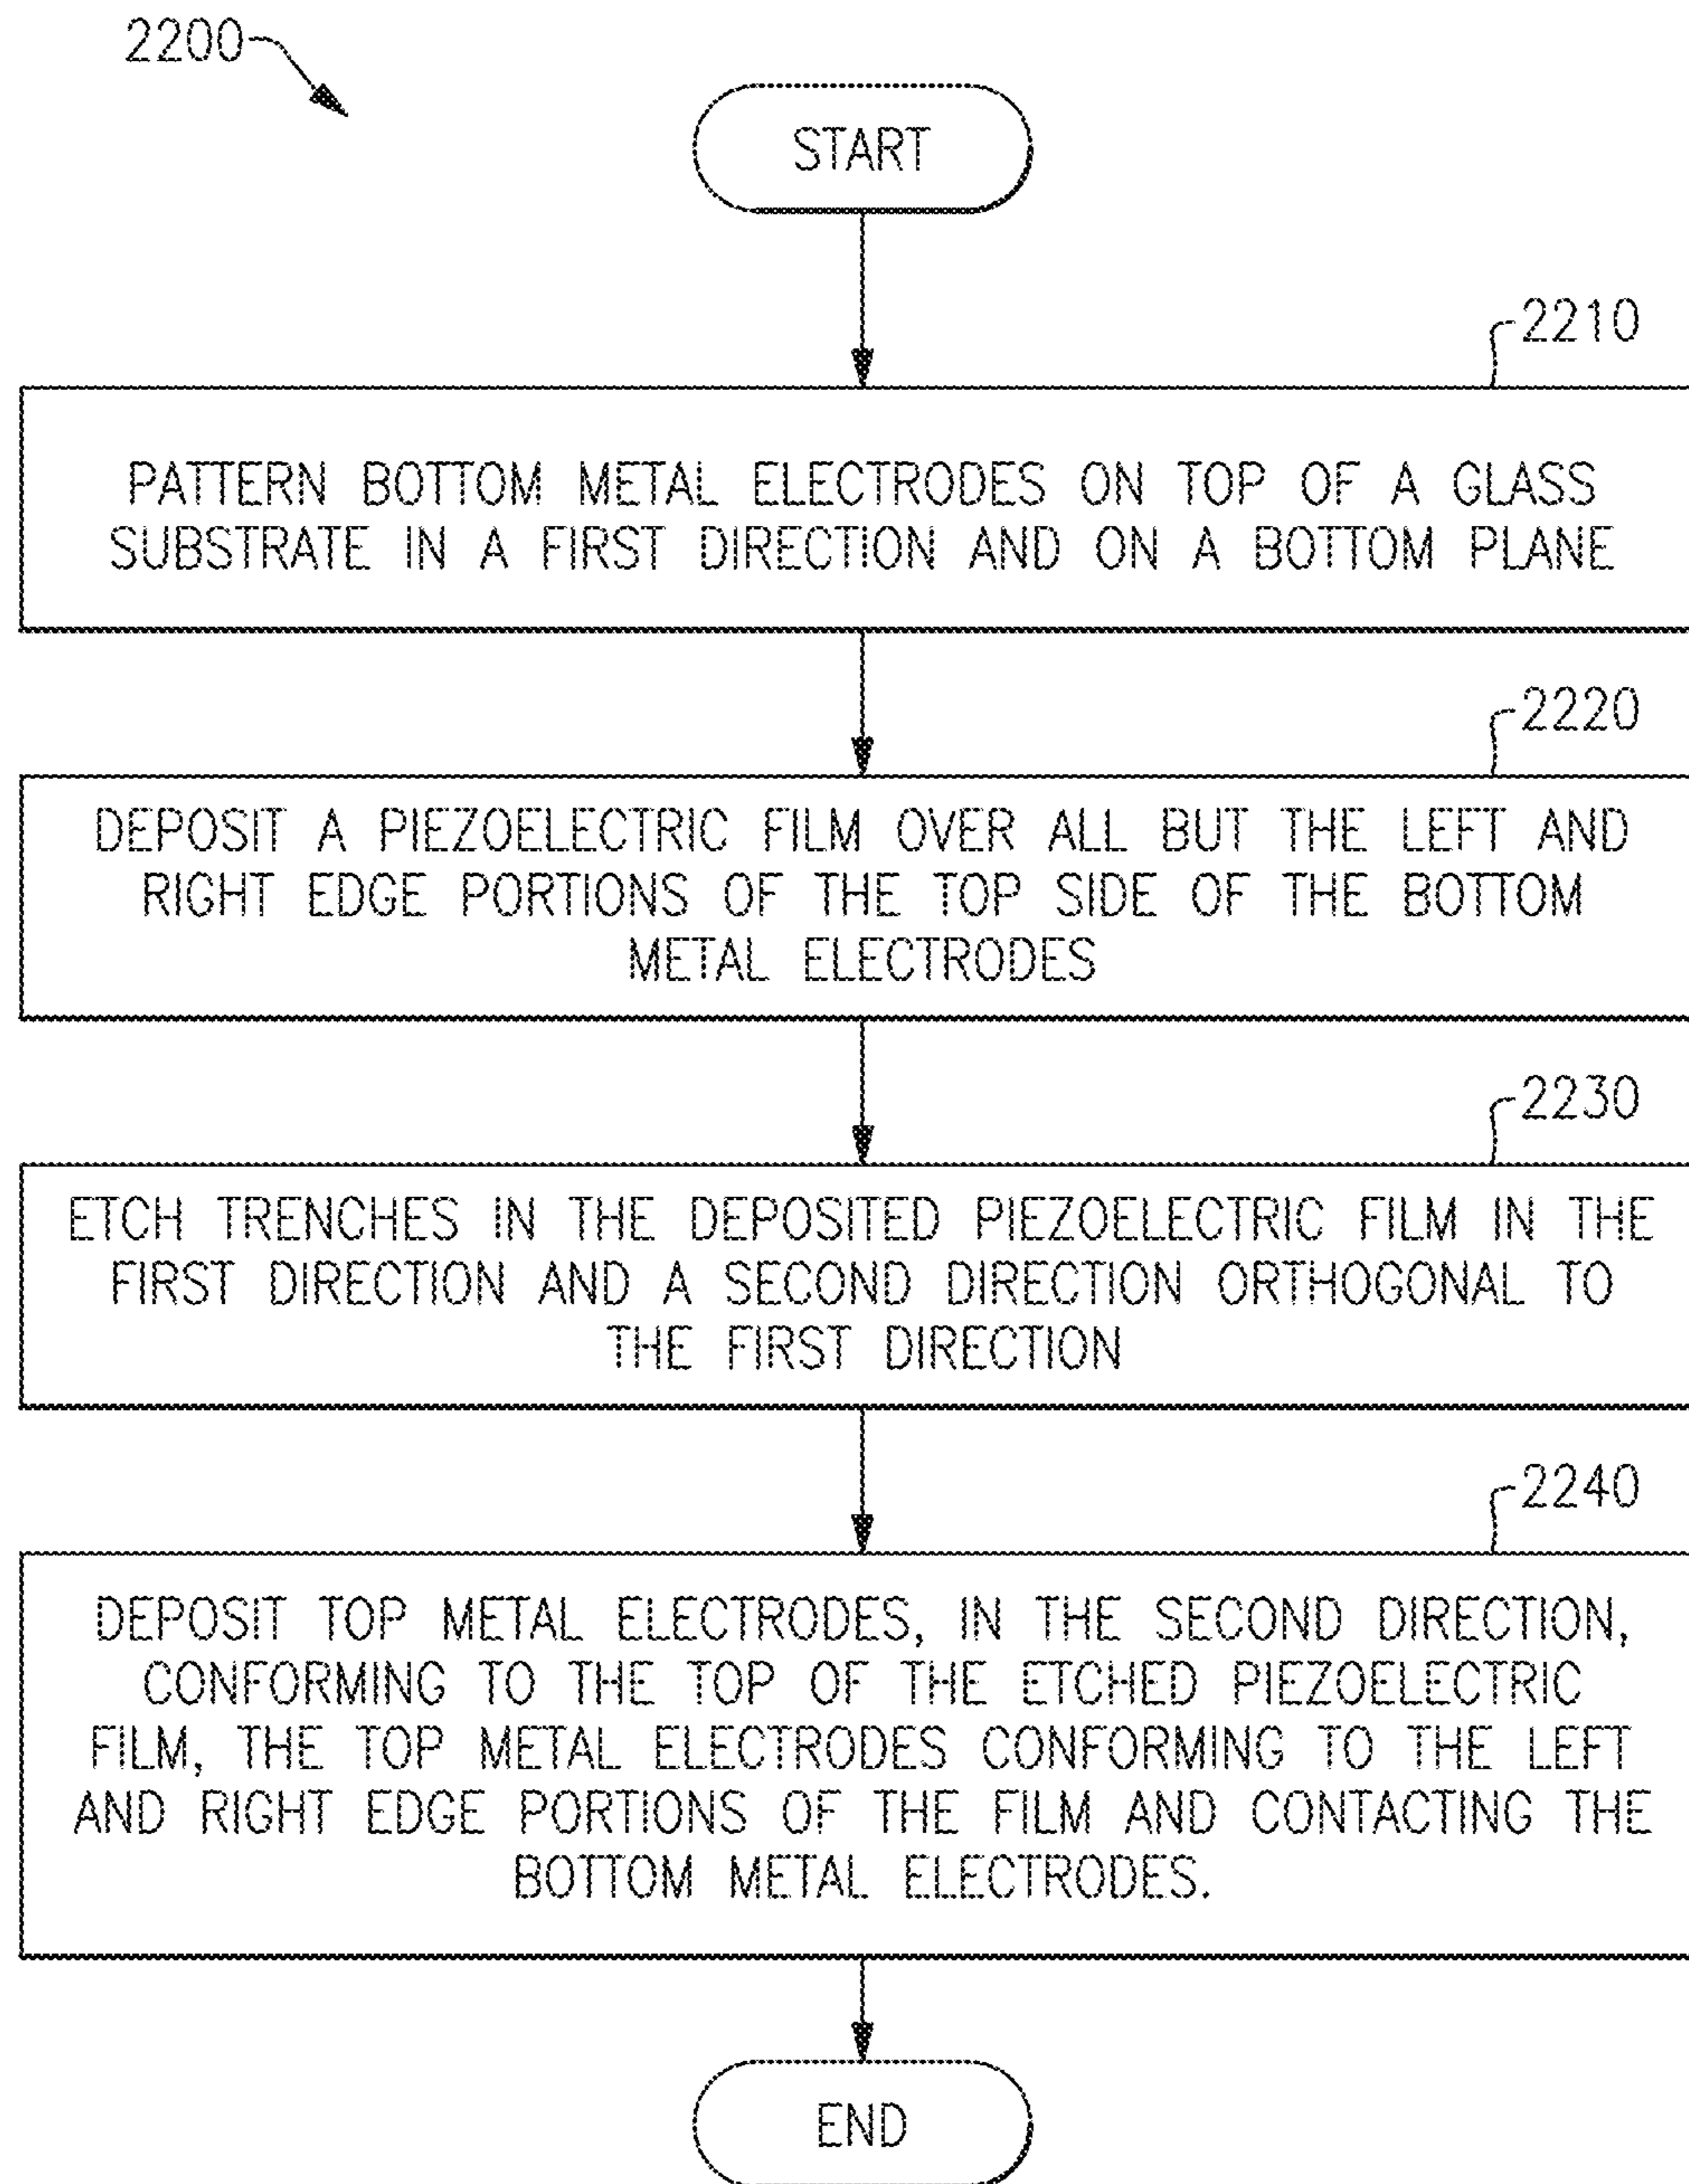 2200
START
2210
PATTERN BOTTOM METAL ELECTRODES ON TOP OF A GLASS
SUBSTRATE IN A FIRST DIRECTION AND ON A BOTTOM PLANE
2220
DEPOSIT A PIEZOELECTRIC FILM OVER ALL BUT THE LEFT AND
RIGHT EDGE PORTIONS OF THE TOP SIDE OF THE BOTTOM
METAL ELECTRODES
2230
ETCH TRENCHES IN THE DEPOSITED PIEZOELECTRIC FILM IN THE
FIRST DIRECTION AND A SECOND DIRECTION ORTHOGONAL TO
THE FIRST DIRECTION
2240
DEPOSIT TOP METAL ELECTRODES, IN THE SECOND DIRECTION,
CONFORMING TO THE TOP OF THE ETCHED PIEZOELECTRIC
FILM, THE TOP METAL ELECTRODES CONFORMING TO THE LEFT
AND RIGHT EDGE PORTIONS OF THE FILM AND CONTACTING THE
BOTTOM METAL ELECTRODES.
END